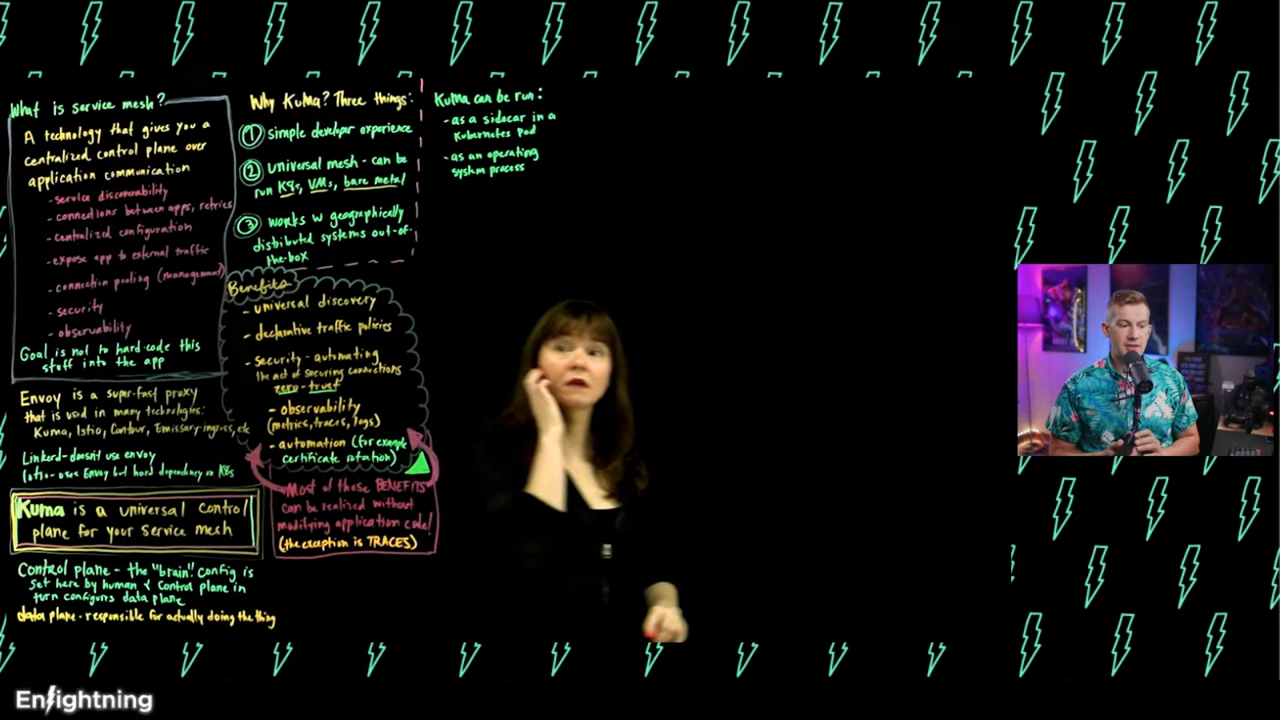 What is service mesh?
A technology that gives you a
centralized control plane over
application communication
- service discoverability
- connections between apps, retries
- centralized configuration
- expose app to external traffic
- connection pooling (management)
- security
- observability
Goal is not to hard-code this
stuff into the app
Envoy is a super-fast proxy
that is used in many technologies:
Kuma, Istio, Contour, Emissary-ingress, etc
Linkerd - doesn't use envoy
Istio - uses Envoy but hard dependency on K8s
Kuma is a universal control
plane for your service mesh
Control plane - the "brain". Config is
set here by human & control plane in
turn configures data plane
data plane - responsible for actually doing the thing
Why Kuma? Three things:
① simple developer experience
② universal mesh - can be
run K8s, VMs, bare metal
③ works w geographically
distibuted systems out-of-
the-box
Benefits
- universal discovery
- declarative traffic policies
- security - automating
the act of securing connections
zero-trust
- observability
(metrics, traces, logs)
- automation (for example
certificate rotation)
Most of these BENEFITS
can be realized without
modifying application code!
(the exception is TRACES)
Kuma can be run:
- as a sidecar in a
Kubernetes pod
- as an operating
system process
Enlightning